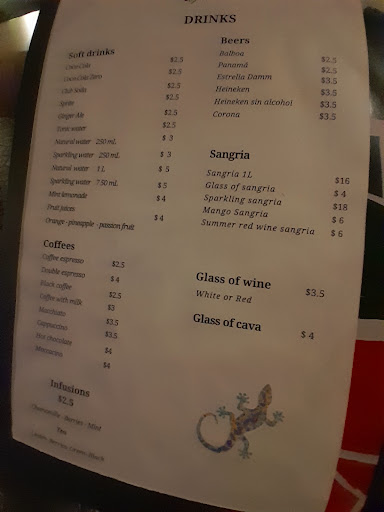 DRINKS
Soft drinks
Coca-Cola $2.5
Coca-Cola Zero $2.5
Club Soda $2.5
Sprite $2.5
Ginger Ale $2.5
Tonic water $2.5
Natural water 250 mL $ 3
Sparkling water 250 mL $ 3
Natural water 1 L $ 5
Sparkling water 750 mL $ 5
Mint lemonade $ 4
Fruit juices
Orange - pineapple - passion fruit $ 4
Coffees
Coffee espresso $2.5
Double espresso $ 4
Black coffee $2.5
Coffee with milk $3
Macchiato $3.5
Cappuccino $3.5
Hot chocolate $4
Mocaccino $4
Infusions
$2.5
Chamomile - Berries - Mint
Tea
Beers
Balboa $2.5
Panamá $2.5
Estrella Damm $3.5
Heineken $3.5
Heineken sin alcohol $3.5
Corona $3.5
Sangria
Sangria 1L $16
Glass of sangria $ 4
Sparkling sangria $18
Mango Sangria $ 6
Summer red wine sangria $ 6
Glass of wine
White or Red $3.5
Glass of cava $ 4